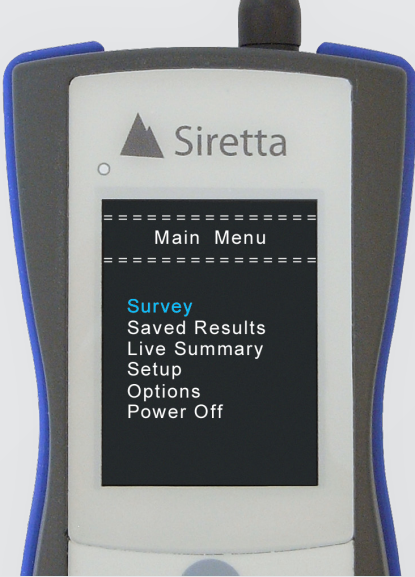 Siretta
=================
Main Menu
=================
Survey
Saved Results
Live Summary
Setup
Options
Power Off